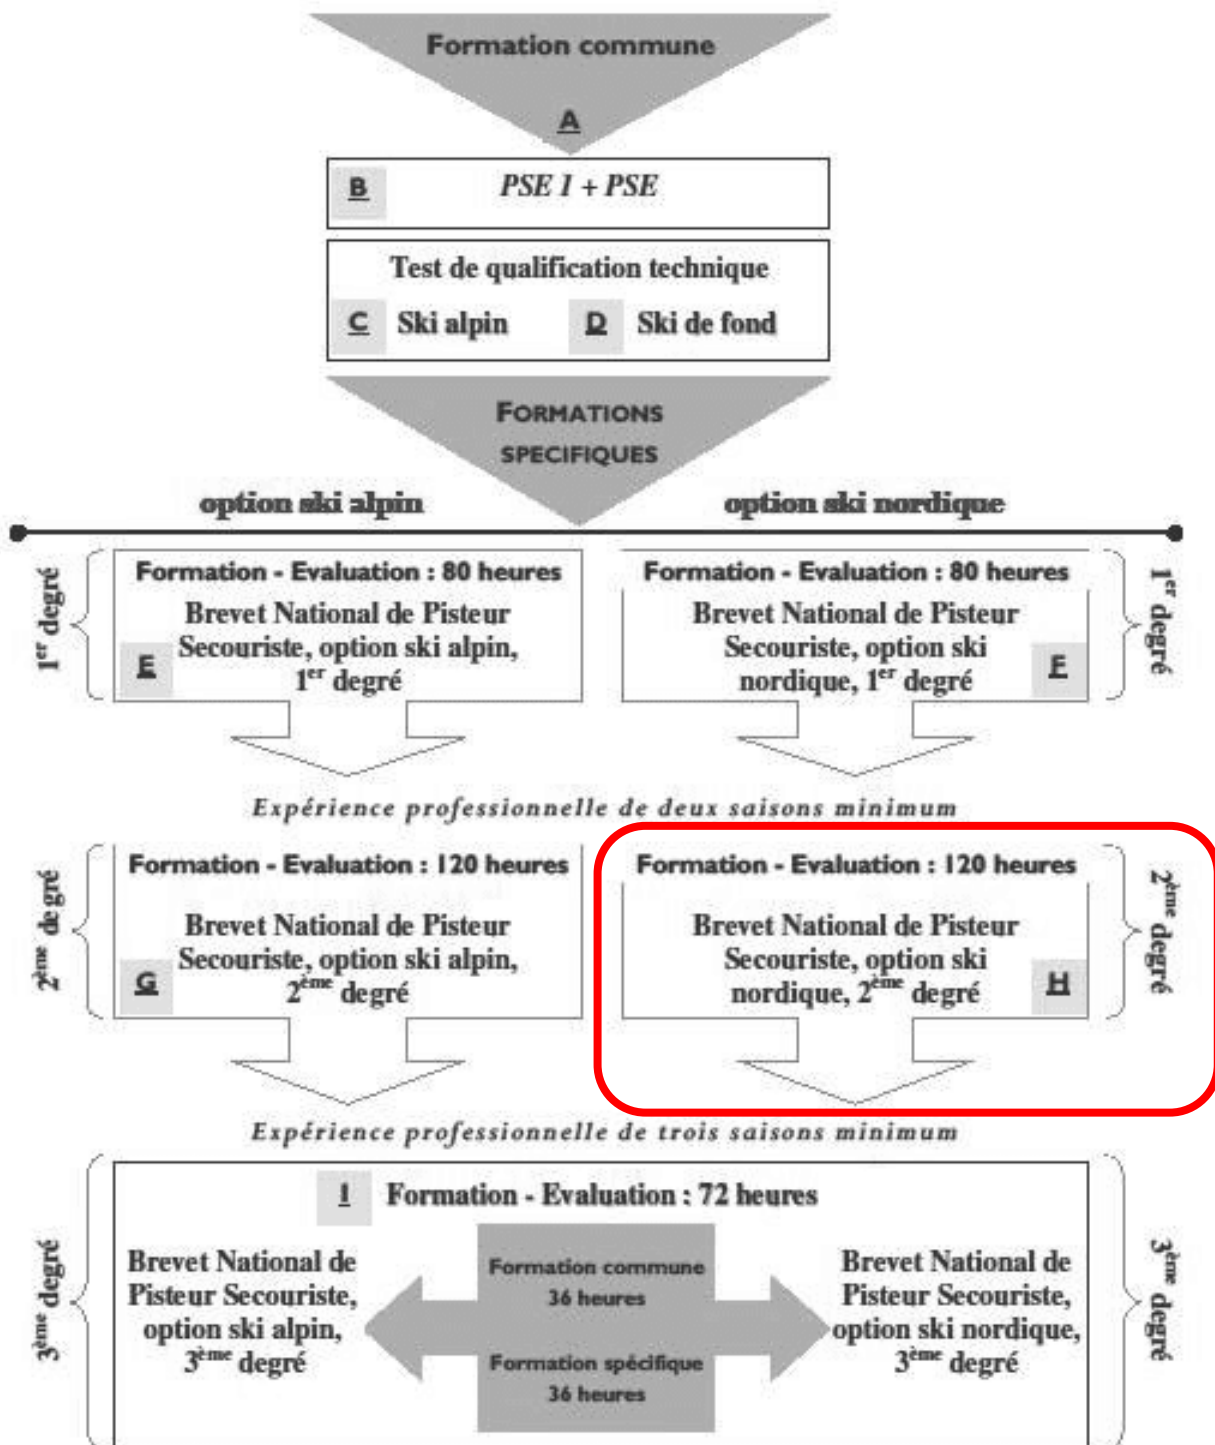 Formation commune
A
B PSE I + PSE
Test de qualification technique
C Ski alpin D Ski de fond
FORMATIONS
SPECIFIQUES
option ski alpin
option ski nordique
1er degré
Formation - Evaluation : 80 heures
Brevet National de Pisteur
Secouriste, option ski alpin,
1er degré
E
Formation - Evaluation : 80 heures
Brevet National de Pisteur
Secouriste, option ski
nordique, 1er degré
F
1er degré
Expérience professionnelle de deux saisons minimum
2ème degré
Formation - Evaluation : 120 heures
Brevet National de Pisteur
Secouriste, option ski alpin,
2ème degré
G
Formation - Evaluation : 120 heures
Brevet National de Pisteur
Secouriste, option ski
nordique, 2ème degré
H
2ème degré
Expérience professionnelle de trois saisons minimum
3ème degré
I Formation - Evaluation : 72 heures
Brevet National de
Pisteur Secouriste,
option ski alpin,
3ème degré
Formation commune
36 heures
Formation spécifique
36 heures
Brevet National de
Pisteur Secouriste,
option ski nordique,
3ème degré
3ème degré